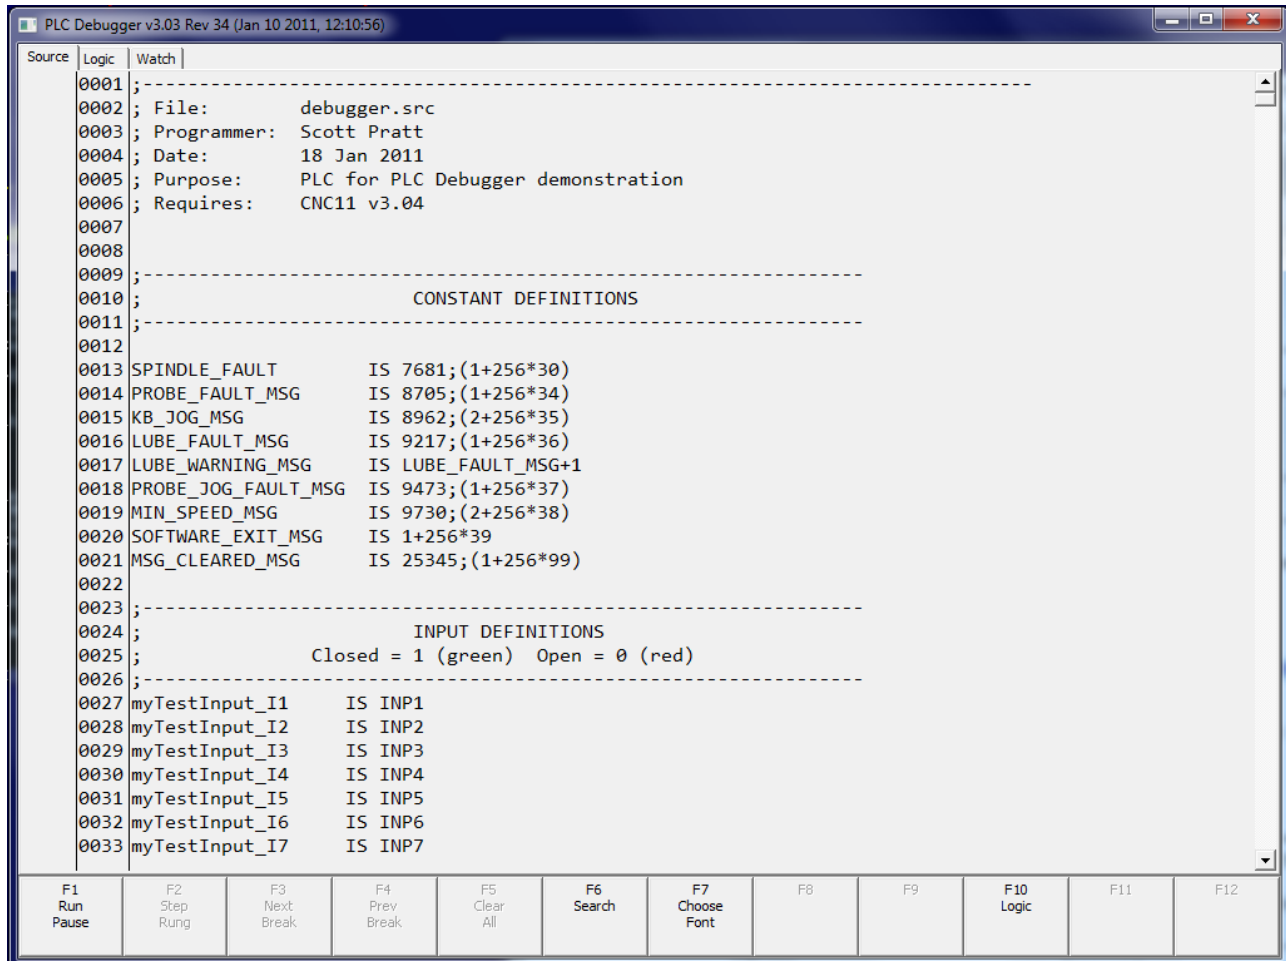 PLC Debugger v3.03 Rev 34 (Jan 10 2011, 12:10:56)
Source Logic Watch
0001 ;-----------------------------------------------------------------------------------------------
0002 ; File: debugger.src
0003 ; Programmer: Scott Pratt
0004 ; Date: 18 Jan 2011
0005 ; Purpose: PLC for PLC Debugger demonstration
0006 ; Requires: CNC11 v3.04
0007
0008
0009 ;----------------------------------------------------------------
0010 ; CONSTANT DEFINITIONS
0011 ;----------------------------------------------------------------
0012
0013 SPINDLE_FAULT IS 7681;(1+256*30)
0014 PROBE_FAULT_MSG IS 8705;(1+256*34)
0015 KB_JOG_MSG IS 8962;(2+256*35)
0016 LUBE_FAULT_MSG IS 9217;(1+256*36)
0017 LUBE_WARNING_MSG IS LUBE_FAULT_MSG+1
0018 PROBE_JOG_FAULT_MSG IS 9473;(1+256*37)
0019 MIN_SPEED_MSG IS 9730;(2+256*38)
0020 SOFTWARE_EXIT_MSG IS 1+256*39
0021 MSG_CLEARED_MSG IS 25345;(1+256*99)
0022
0023 ;----------------------------------------------------------------
0024 ; INPUT DEFINITIONS
0025 ; Closed = 1 (green) Open = 0 (red)
0026 ;----------------------------------------------------------------
0027 myTestInput_I1 IS INP1
0028 myTestInput_I2 IS INP2
0029 myTestInput_I3 IS INP3
0030 myTestInput_I4 IS INP4
0031 myTestInput_I5 IS INP5
0032 myTestInput_I6 IS INP6
0033 myTestInput_I7 IS INP7
F1 F2 F3 F4 F5 F6 F7 F8 F9 F10 F11 F12
Run Step Next Prev Clear Search Choose Logic
Pause Rung Break Break All Font